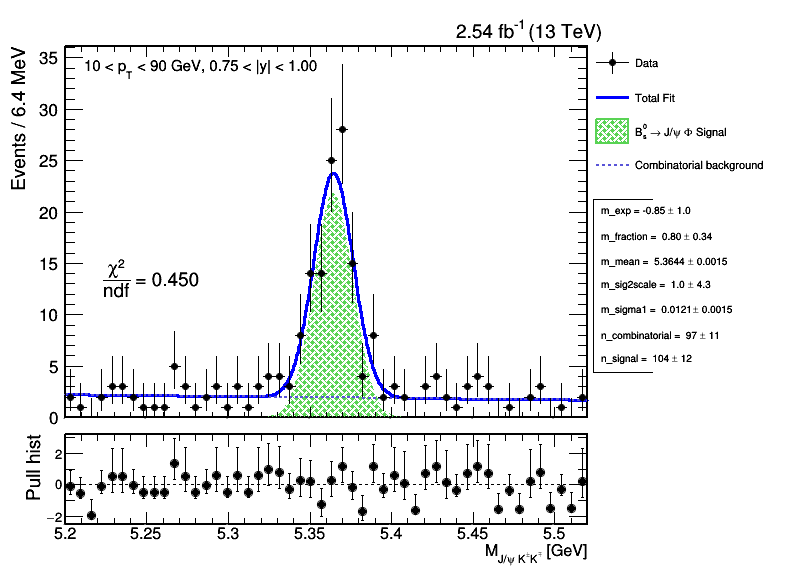 2.54 fb⁻¹ (13 TeV)
Events / 6.4 MeV
10 < p_T < 90 GeV, 0.75 < |y| < 1.00
35
30
25
20
15
10
5
0
χ²/ndf = 0.450
Data
Total Fit
B_s^0 → J/ψ Φ Signal
Combinatorial background
m_exp = -0.85 ± 1.0
m_fraction = 0.80 ± 0.34
m_mean = 5.3644 ± 0.0015
m_sig2scale = 1.0 ± 4.3
m_sigma1 = 0.0121 ± 0.0015
n_combinatorial = 97 ± 11
n_signal = 104 ± 12
Pull hist
2
0
−2
5.2 5.25 5.3 5.35 5.4 5.45 5.5
M_{J/ψ K^±K^∓} [GeV]